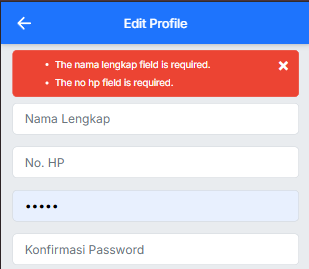 Edit Profile
The nama lengkap field is required.
The no hp field is required.
Nama Lengkap
No. HP
•••••
Konfirmasi Password